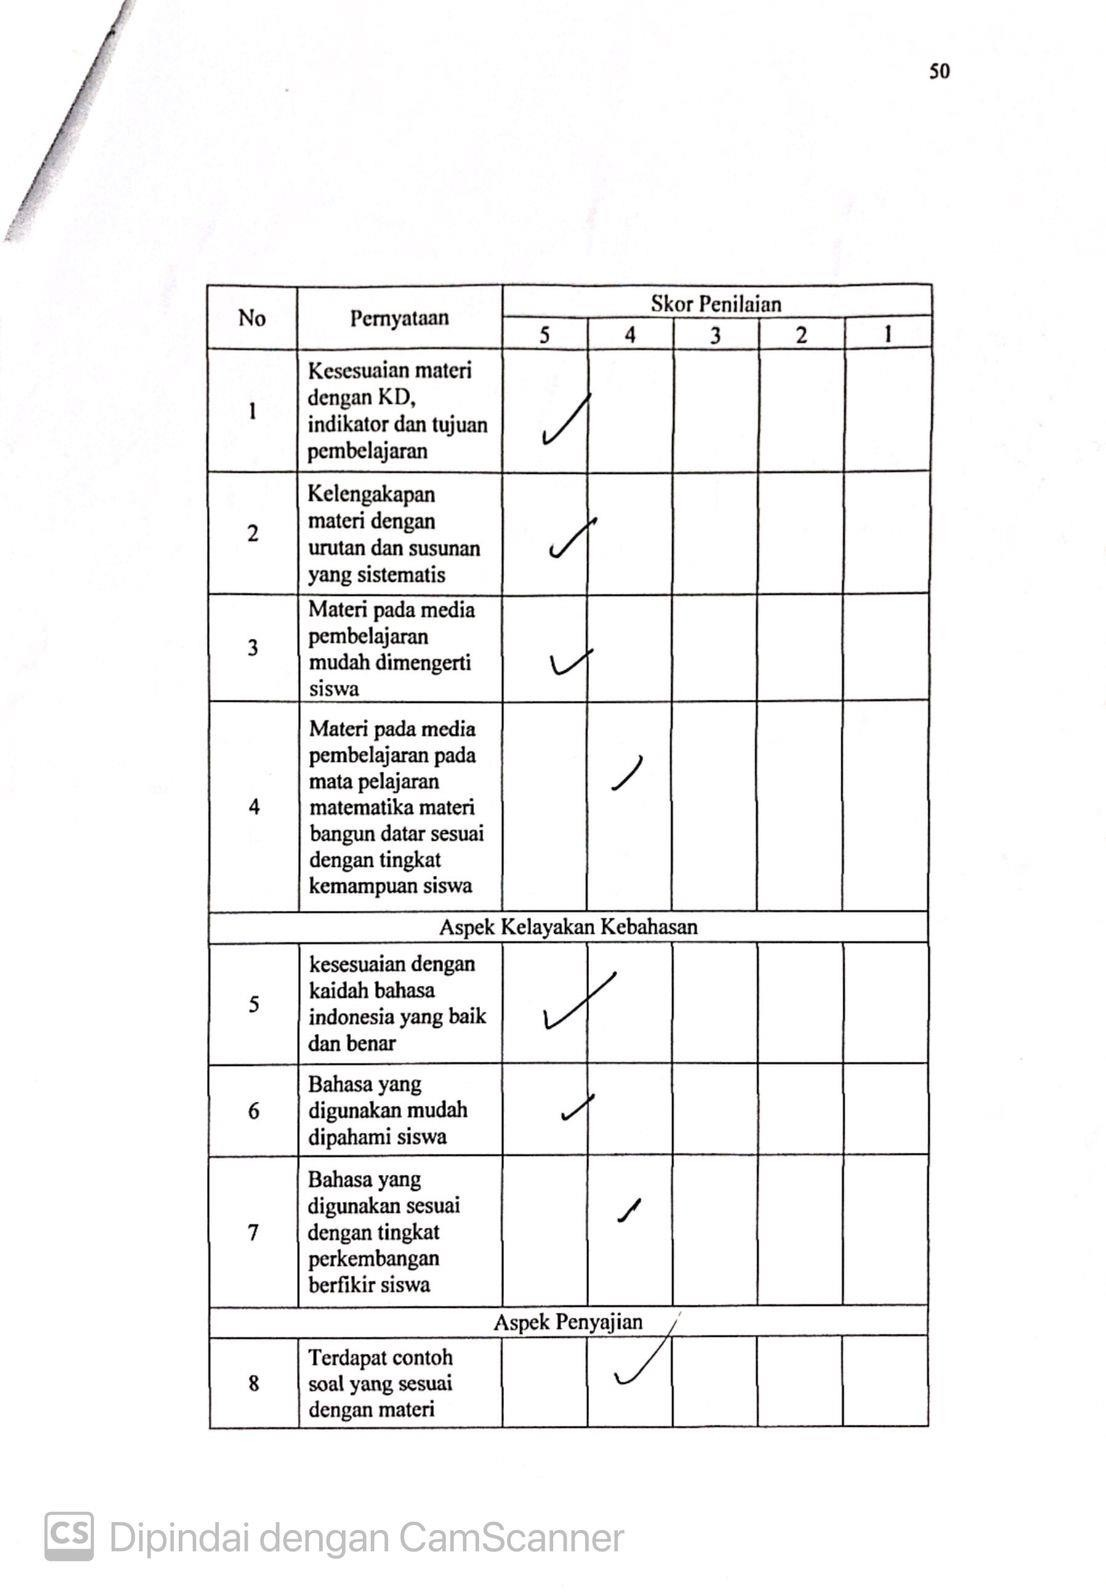 50
No Pernyataan Skor Penilaian
5 4 3 2 1
1 Kesesuaian materi
dengan KD,
indikator dan tujuan
pembelajaran
✓
2 Kelengakapan
materi dengan
urutan dan susunan
yang sistematis
✓
3 Materi pada media
pembelajaran
mudah dimengerti
siswa
✓
4 Materi pada media
pembelajaran pada
mata pelajaran
matematika materi
bangun datar sesuai
dengan tingkat
kemampuan siswa
✓
Aspek Kelayakan Kebahasan
5 kesesuaian dengan
kaidah bahasa
indonesia yang baik
dan benar
✓
6 Bahasa yang
digunakan mudah
dipahami siswa
✓
7 Bahasa yang
digunakan sesuai
dengan tingkat
perkembangan
berfikir siswa
✓
Aspek Penyajian
8 Terdapat contoh
soal yang sesuai
dengan materi
✓
CS Dipindai dengan CamScanner